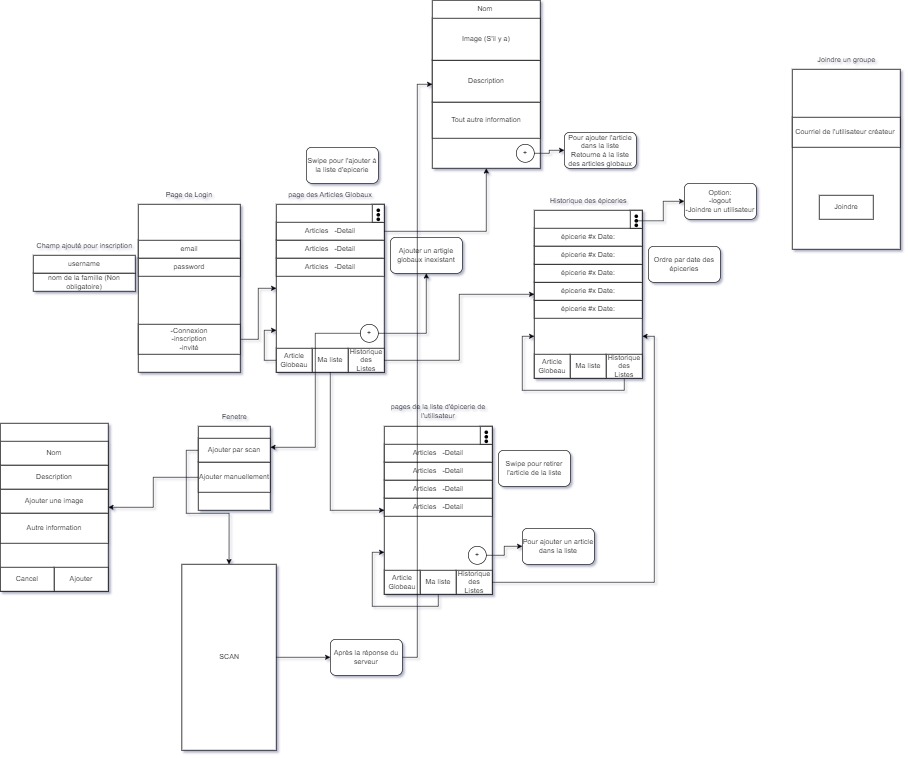 Nom
Image (S'il y a)
Description
Tout autre information
+
Pour ajouter l'article
dans la liste
Retourne à la liste
des articles globaux
Joindre un groupe
Courriel de l'utilisateur créateur
Joindre
Swipe pour l'ajouter à
la liste d'epicerie
Page de Login
email
password
-Connexion
-inscription
-invité
Champ ajouté pour inscription
username
nom de la famille (Non
obligatoire)
page des Articles Globaux
Articles -Detail
Articles -Detail
Articles -Detail
+
Article
Globeau
Ma liste
Historique
des
Listes
Ajouter un artigle
globaux inexistant
Historique des épiceries
épicerie #x Date:
épicerie #x Date:
épicerie #x Date:
épicerie #x Date:
épicerie #x Date:
Article
Globeau
Ma liste
Historique
des
Listes
Option:
-logout
-Joindre un utilisateur
Ordre par date des
épiceries
Nom
Description
Ajouter une image
Autre information
Cancel
Ajouter
Fenetre
Ajouter par scan
Ajouter manuellement
pages de la liste d'épicerie de
l'utilisateur
Articles -Detail
Articles -Detail
Articles -Detail
Articles -Detail
+
Article
Globeau
Ma liste
Historique
des
Listes
Swipe pour retirer
l'article de la liste
Pour ajouter un article
dans la liste
SCAN
Après la réponse du
serveur